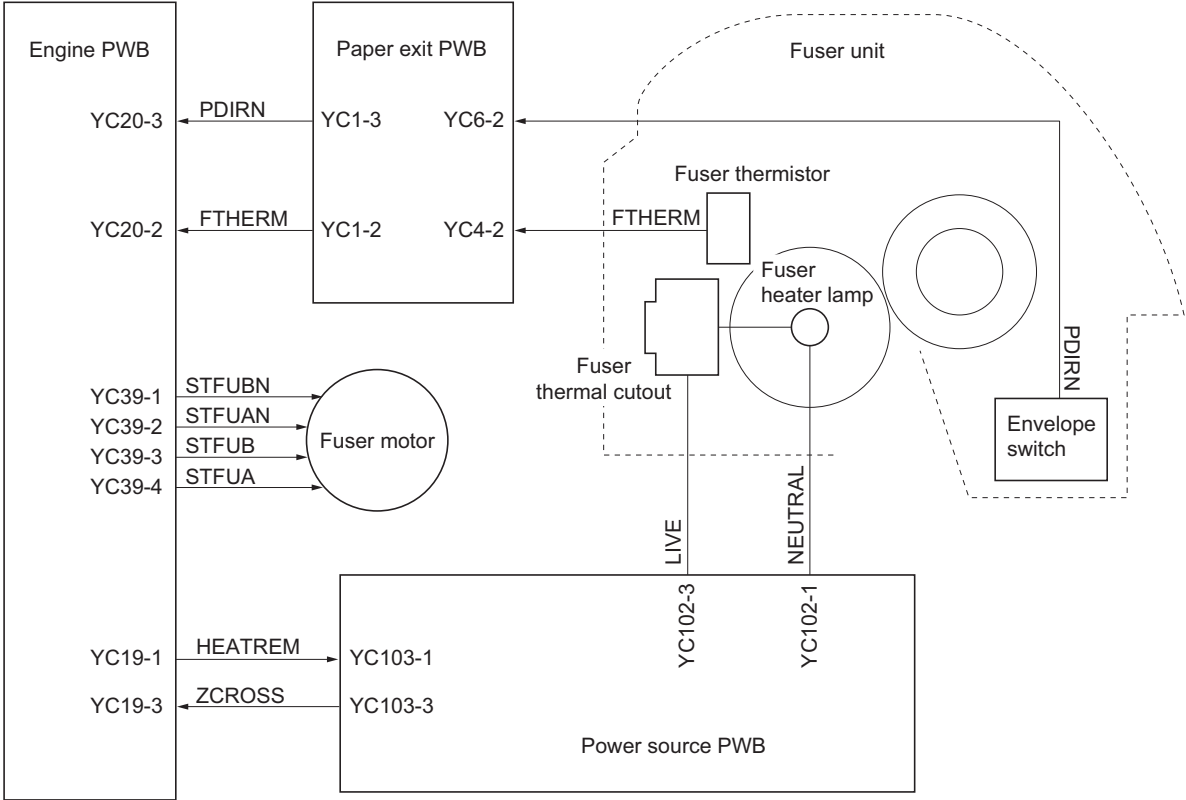 Engine PWB
Paper exit PWB
Fuser unit
YC20-3
PDIRN
YC1-3
YC6-2
Fuser thermistor
YC20-2
FTHERM
YC1-2
YC4-2
FTHERM
Fuser
heater lamp
PDIRN
Fuser
thermal cutout
YC39-1
STFUBN
YC39-2
STFUAN
YC39-3
STFUB
YC39-4
STFUA
Fuser motor
Envelope
switch
LIVE
NEUTRAL
YC102-3
YC102-1
YC19-1
HEATREM
YC103-1
YC19-3
ZCROSS
YC103-3
Power source PWB